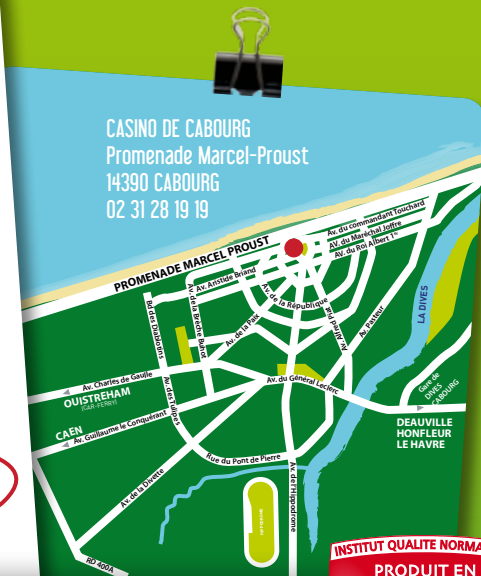 CASINO DE CABOURG
Promenade Marcel-Proust
14390 CABOURG
02 31 28 19 19
Av. du commandant Touchard
Av. du Maréchal Joffre
Av. du Roi Albert 1er
PROMENADE MARCEL PROUST
Av. Aristide Briand
Av. de la République
Bd des Diablotins
Av. de la Brèche Buhot
Av. de la Paix
Av. Alfred Piat
Av. Pasteur
LA DIVES
Av. Charles de Gaulle
OUISTREHAM
(CAR-FERRY)
Av. des Tulipes
Av. du Général Leclerc
Gare de
DIVES
CABOURG
CAEN
Av. Guillaume le Conquérant
DEAUVILLE
HONFLEUR
LE HAVRE
Rue du Pont de Pierre
Av. de la Divette
Av. de l'Hippodrome
RD 400A
INSTITUT QUALITE NORMA
PRODUIT EN